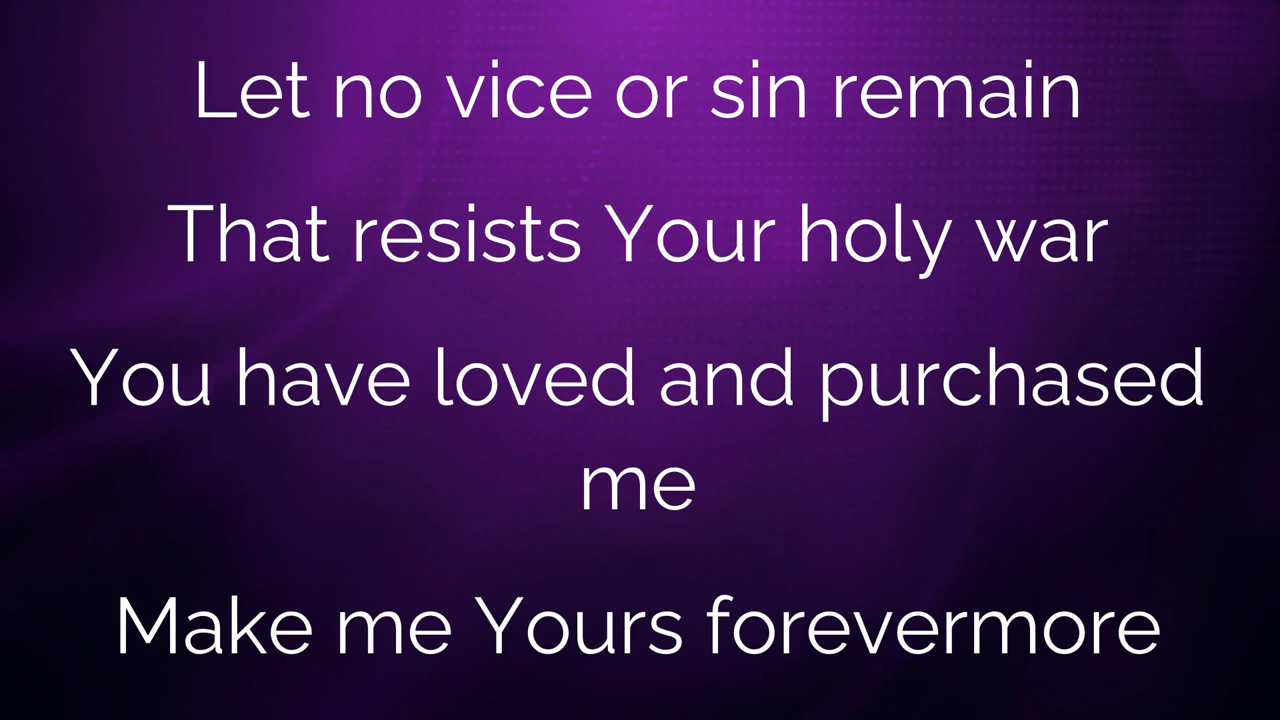 Let no vice or sin remain
That resists Your holy war
You have loved and purchased
me
Make me Yours forevermore